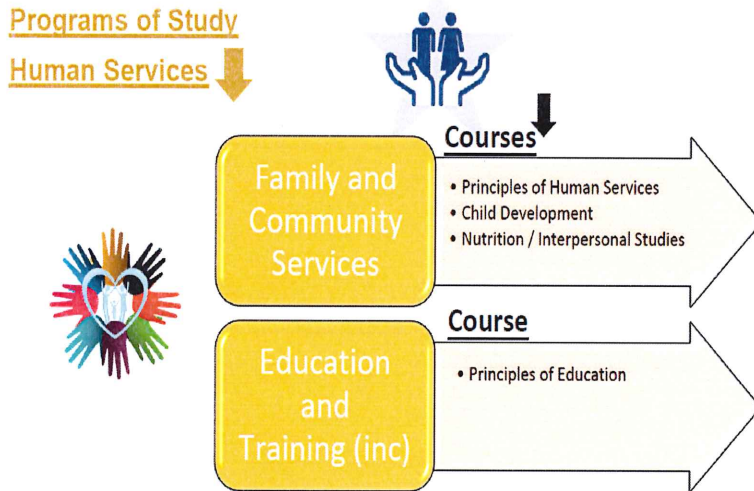 Programs of Study
Human Services
Courses
Family and
Community
Services
• Principles of Human Services
• Child Development
• Nutrition / Interpersonal Studies
Course
Education
and
Training (inc)
• Principles of Education